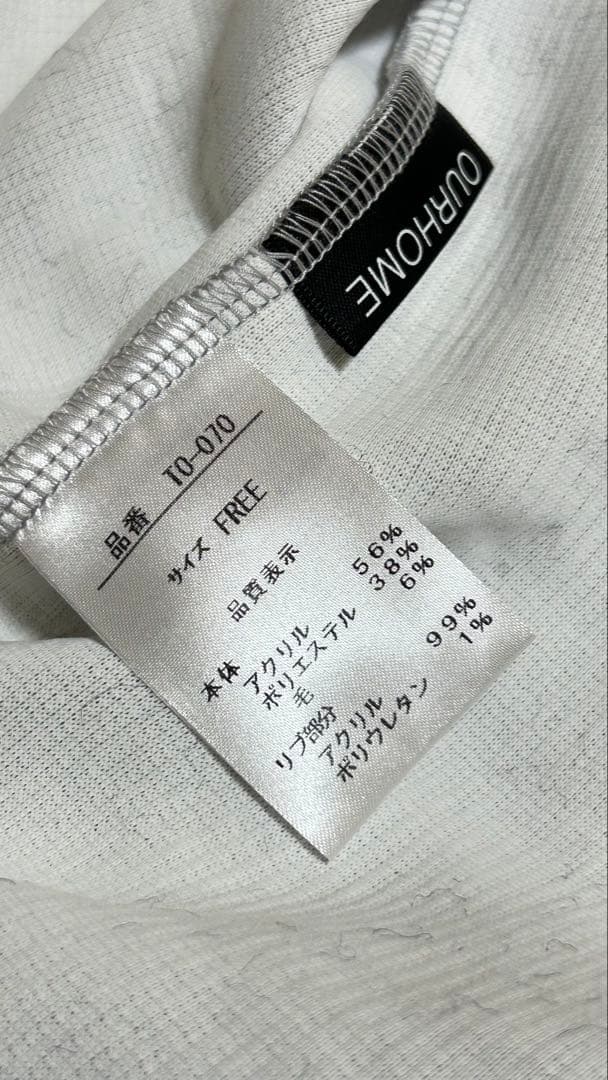 OURHOME
品番 TO-070
サイズ FREE
品質表示
本体 アクリル 56%
ポリエステル 38%
毛 6%
リブ部分
アクリル 99%
ポリウレタン 1%